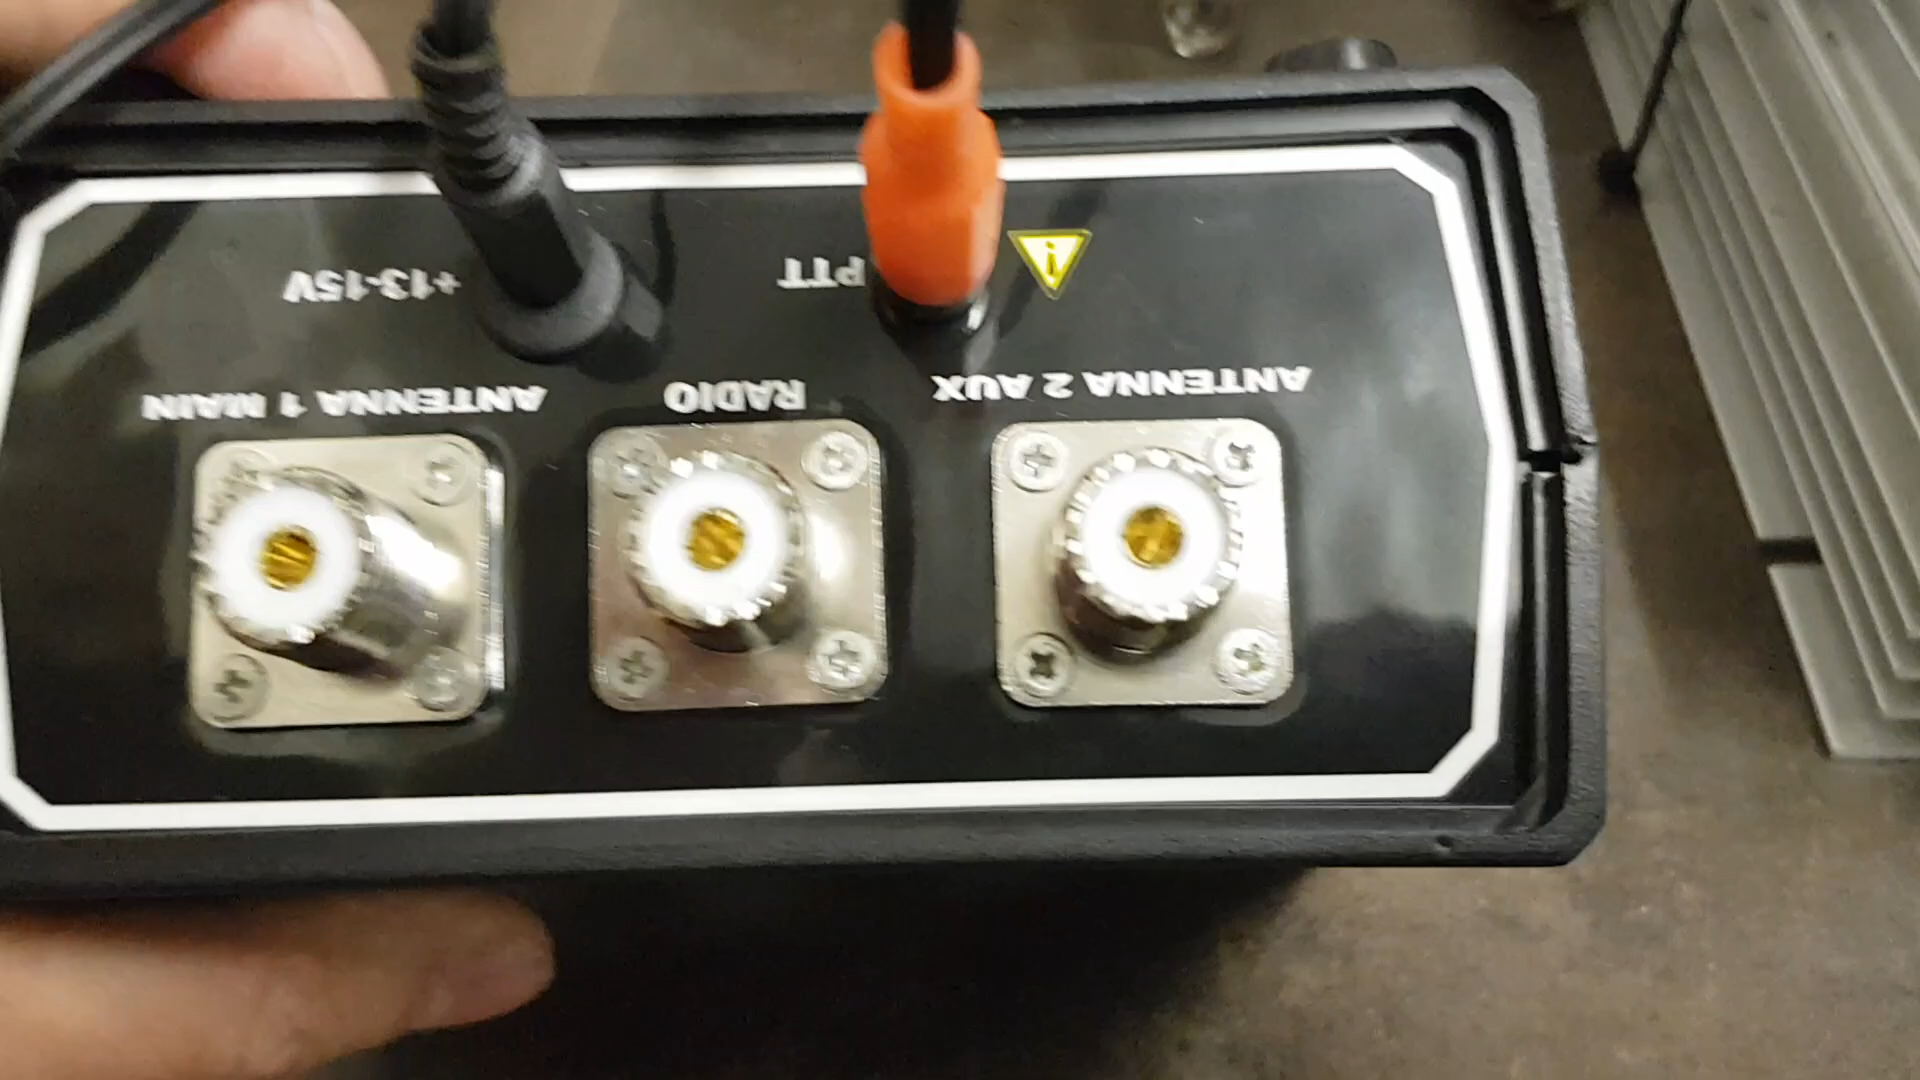 ANTENNA 2 AUX
RADIO
ANTENNA 1 MAIN
PTT
+13-15V